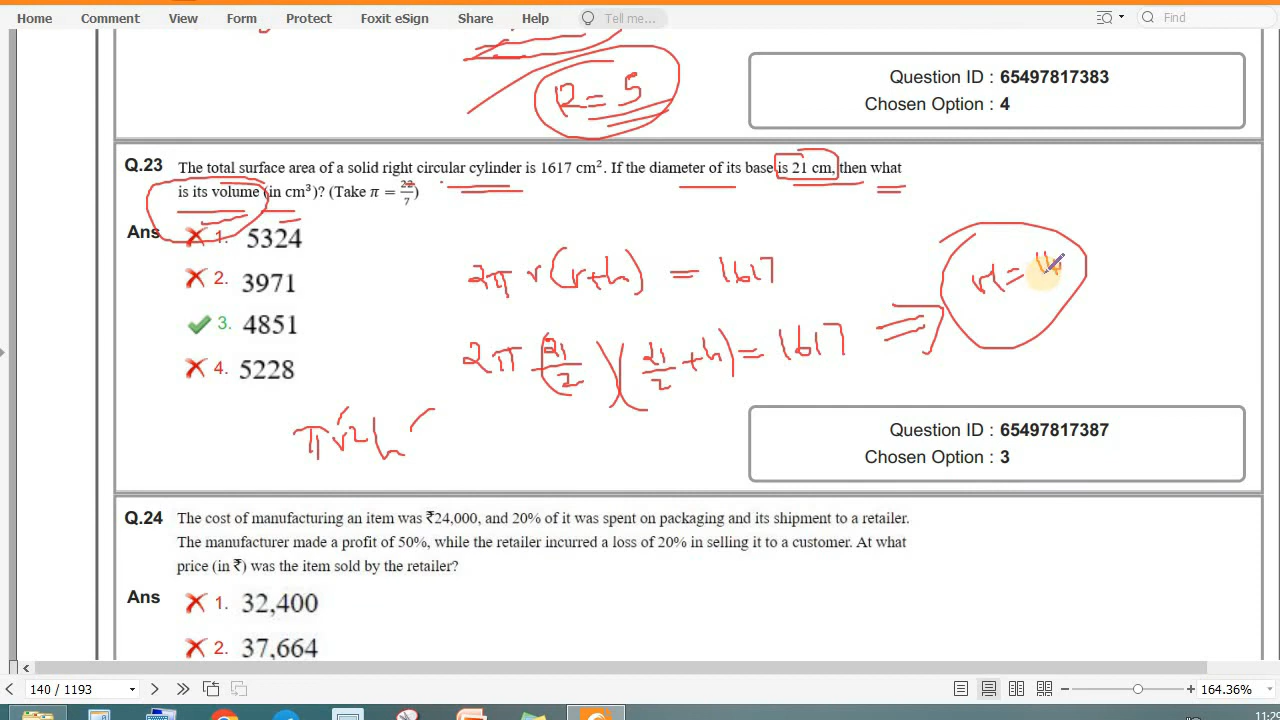 Home Comment View Form Protect Foxit eSign Share Help Tell me... Find
R = 5
Question ID : 65497817383
Chosen Option : 4
Q.23 The total surface area of a solid right circular cylinder is 1617 cm². If the diameter of its base is 21 cm, then what
is its volume (in cm³)? (Take π = 22/7)
Ans 1. 5324
2. 3971
3. 4851
4. 5228
2π r(r+h) = 1617
2π (21/2)(21/2 + h) = 1617
πr²h
Question ID : 65497817387
Chosen Option : 3
Q.24 The cost of manufacturing an item was ₹24,000, and 20% of it was spent on packaging and its shipment to a retailer.
The manufacturer made a profit of 50%, while the retailer incurred a loss of 20% in selling it to a customer. At what
price (in ₹) was the item sold by the retailer?
Ans 1. 32,400
2. 37,664
140 / 1193 164.36%